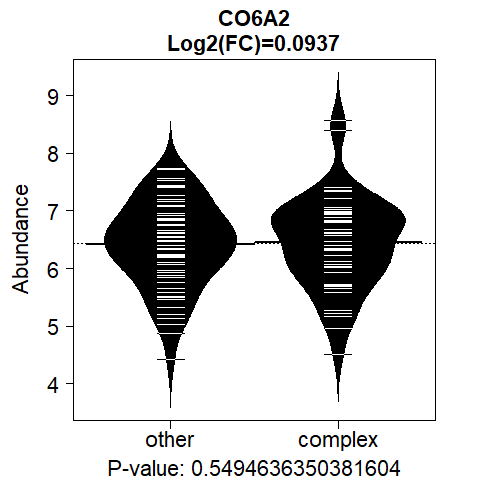 CO6A2
Log2(FC)=0.0937
Abundance
9
8
7
6
5
4
other complex
P-value: 0.5494636350381604